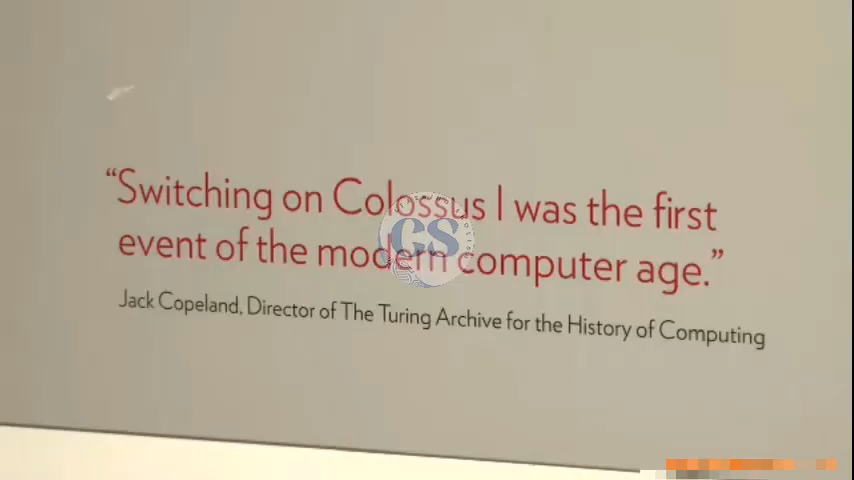 “Switching on Colossus I was the first
event of the modern computer age.”
Jack Copeland, Director of The Turing Archive for the History of Computing
GS